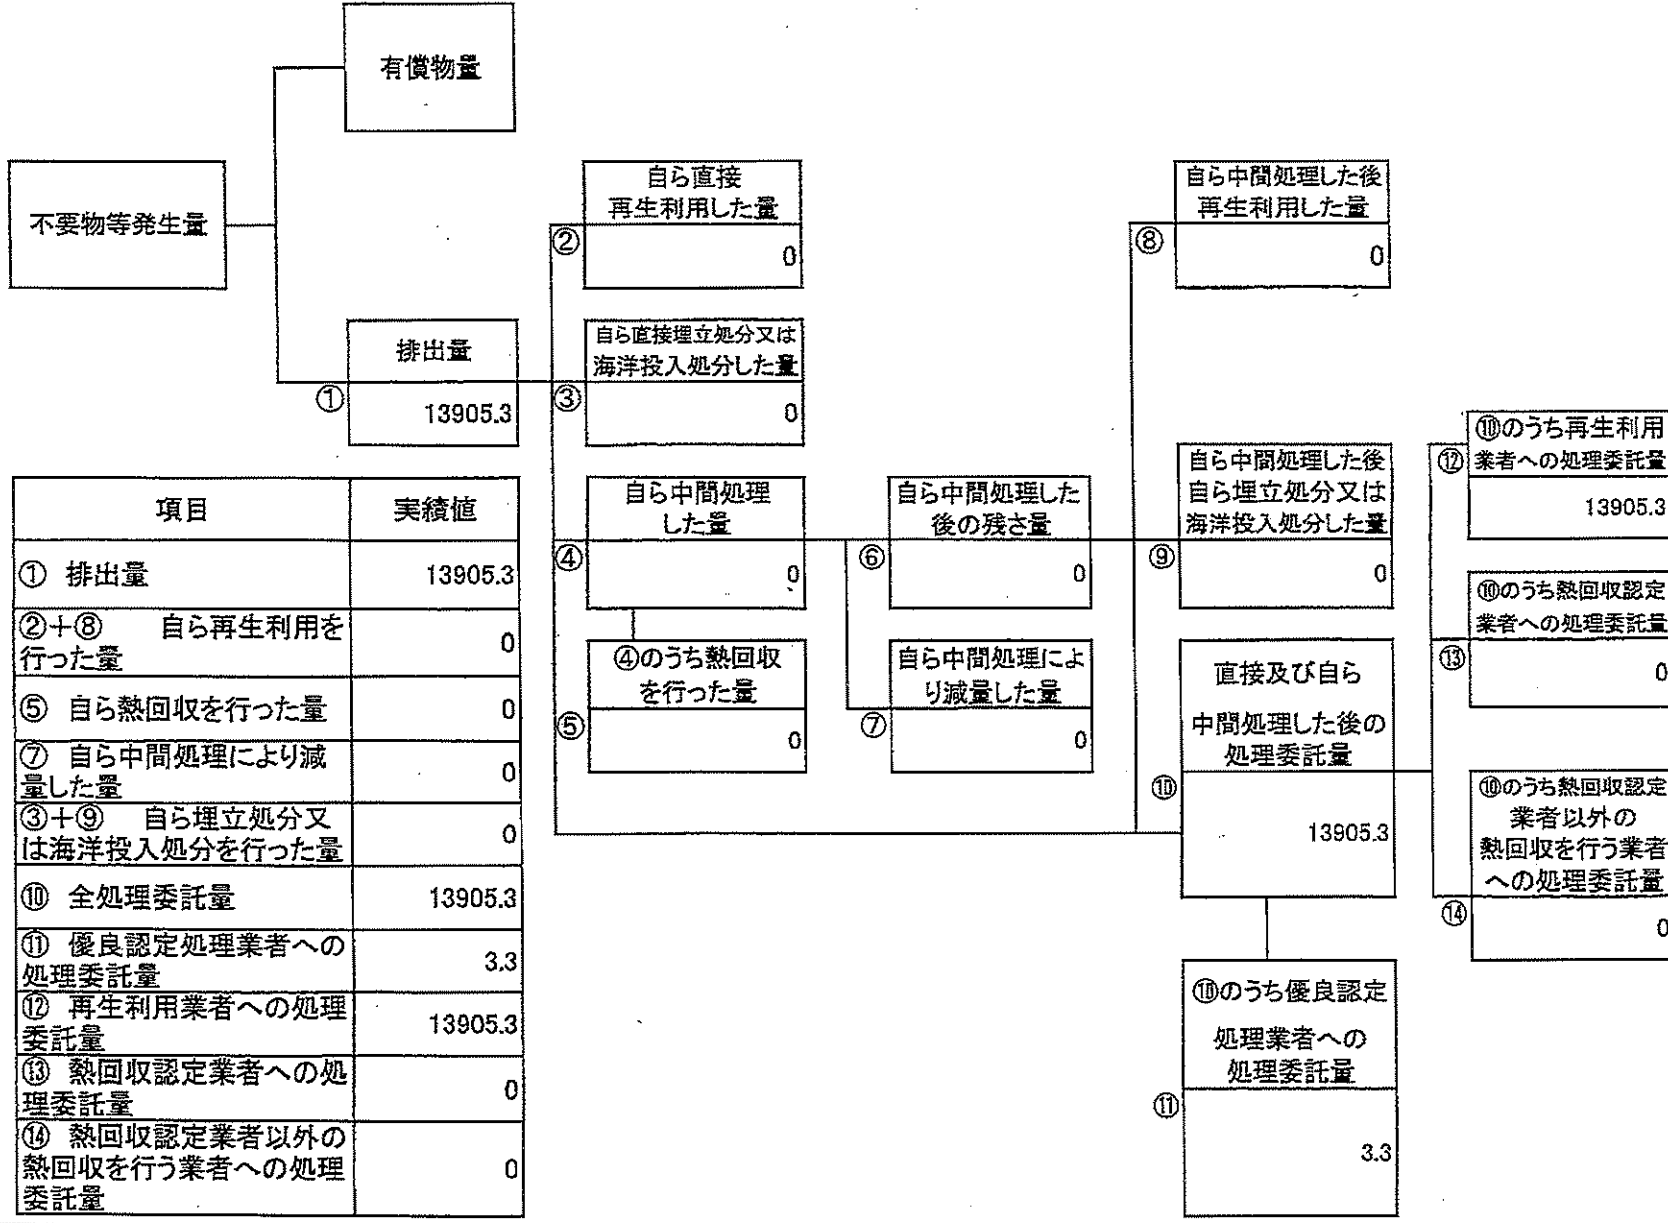 有償物量
不要物等発生量
排出量
①
13905.3
自ら直接
再生利用した量
②
0
自ら直接埋立処分又は
海洋投入処分した量
③
0
自ら中間処理
した量
④
0
④のうち熱回収
を行った量
⑤
0
自ら中間処理した
後の残さ量
⑥
0
自ら中間処理によ
り減量した量
⑦
0
自ら中間処理した後
再生利用した量
⑧
0
自ら中間処理した後
自ら埋立処分又は
海洋投入処分した量
⑨
0
直接及び自ら
中間処理した後の
処理委託量
⑩
13905.3
⑩のうち優良認定
処理業者への
処理委託量
⑪
3.3
⑩のうち再生利用
業者への処理委託量
⑫
13905.3
⑩のうち熱回収認定
業者への処理委託量
⑬
0
⑩のうち熱回収認定
業者以外の
熱回収を行う業者
への処理委託量
⑭
0
項目 実績値
① 排出量 13905.3
②+⑧ 自ら再生利用を
行った量 0
⑤ 自ら熱回収を行った量 0
⑦ 自ら中間処理により減
量した量 0
③+⑨ 自ら埋立処分又
は海洋投入処分を行った量 0
⑩ 全処理委託量 13905.3
⑪ 優良認定処理業者への
処理委託量 3.3
⑫ 再生利用業者への処理
委託量 13905.3
⑬ 熱回収認定業者への処
理委託量 0
⑭ 熱回収認定業者以外の
熱回収を行う業者への処理
委託量 0